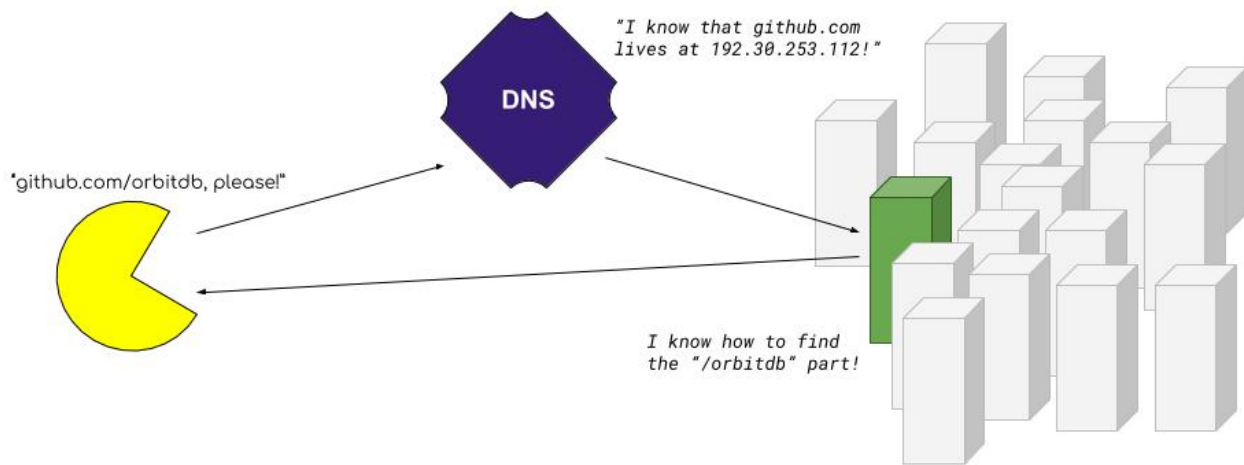 "I know that github.com
lives at 192.30.253.112!"
DNS
"github.com/orbitdb, please!"
I know how to find
the "/orbitdb" part!